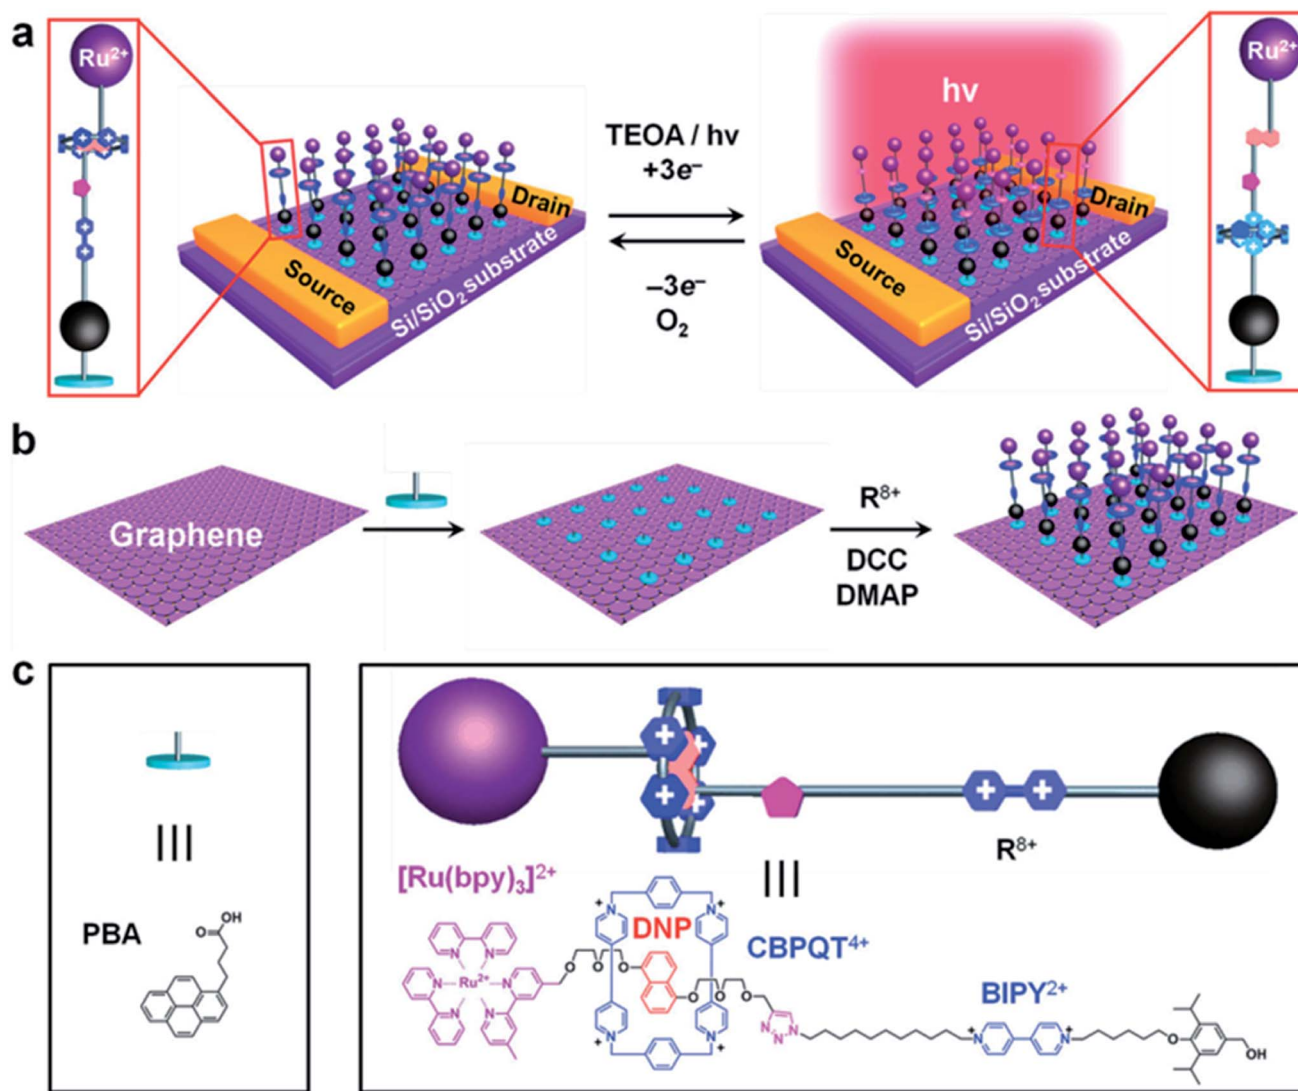 a
Ru²⁺
TEOA / hv
+3e⁻
–3e⁻
O₂
Source
Drain
Si/SiO₂ substrate
hv
Source
Drain
Si/SiO₂ substrate
Ru²⁺
b
Graphene
R⁸⁺
DCC
DMAP
c
PBA
O
OH
R⁸⁺
[Ru(bpy)₃]²⁺
DNP
CBPQT⁴⁺
BIPY²⁺
N
N
N
N
Ru²⁺
N
N
O
O
O
O
O
O
N
N
N
N
N
N
N
N
N
O
OH